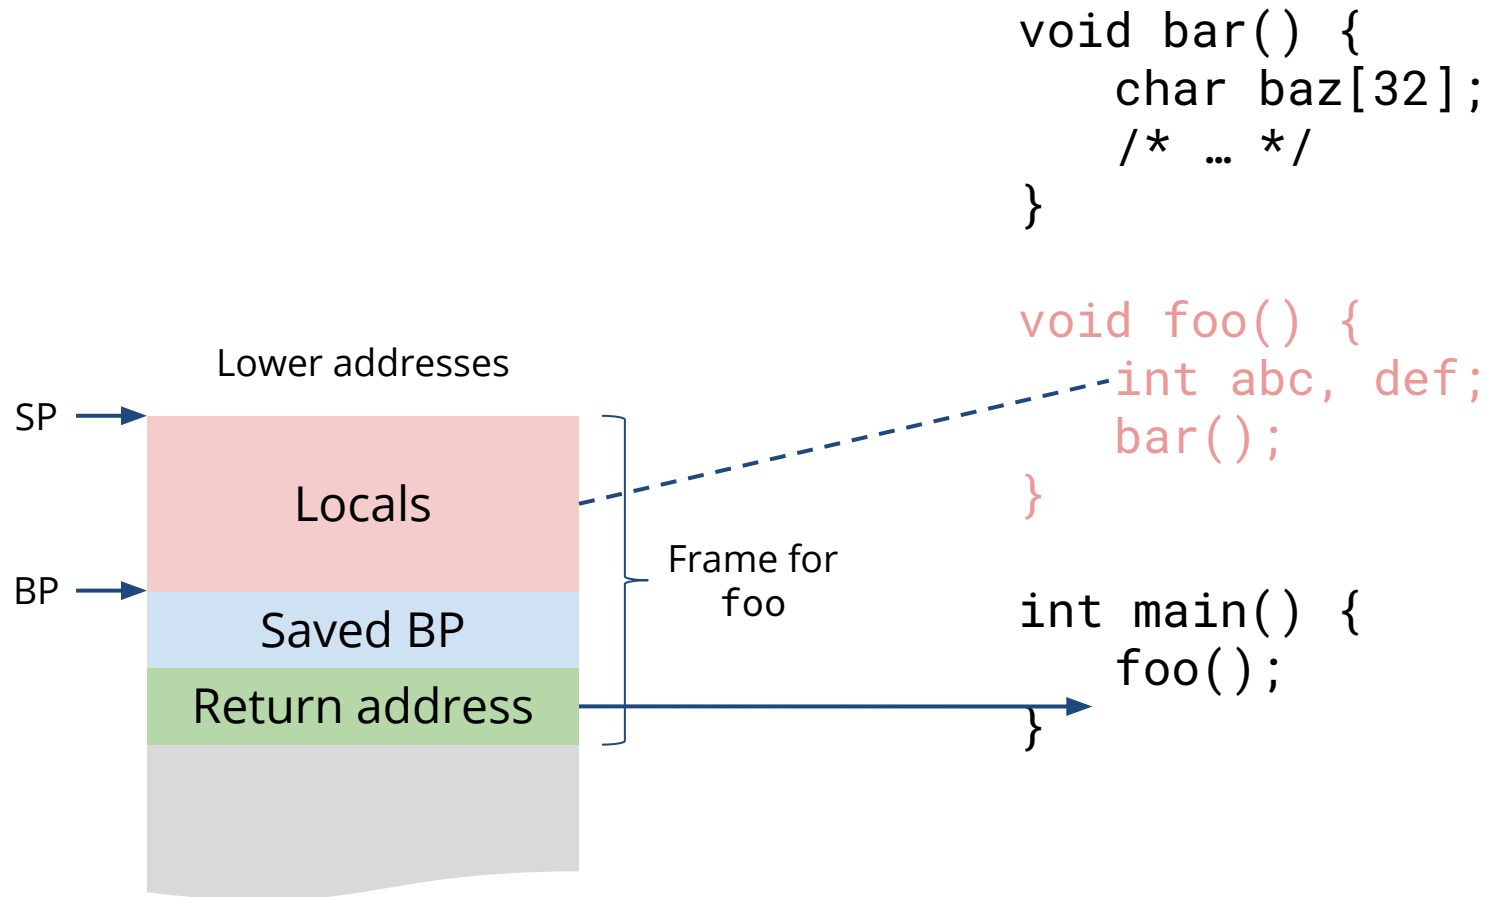 void bar() {
char baz[32];
/* … */
}
void foo() {
int abc, def;
bar();
}
int main() {
foo();
}
Lower addresses
SP
Locals
BP
Saved BP
Return address
Frame for
foo